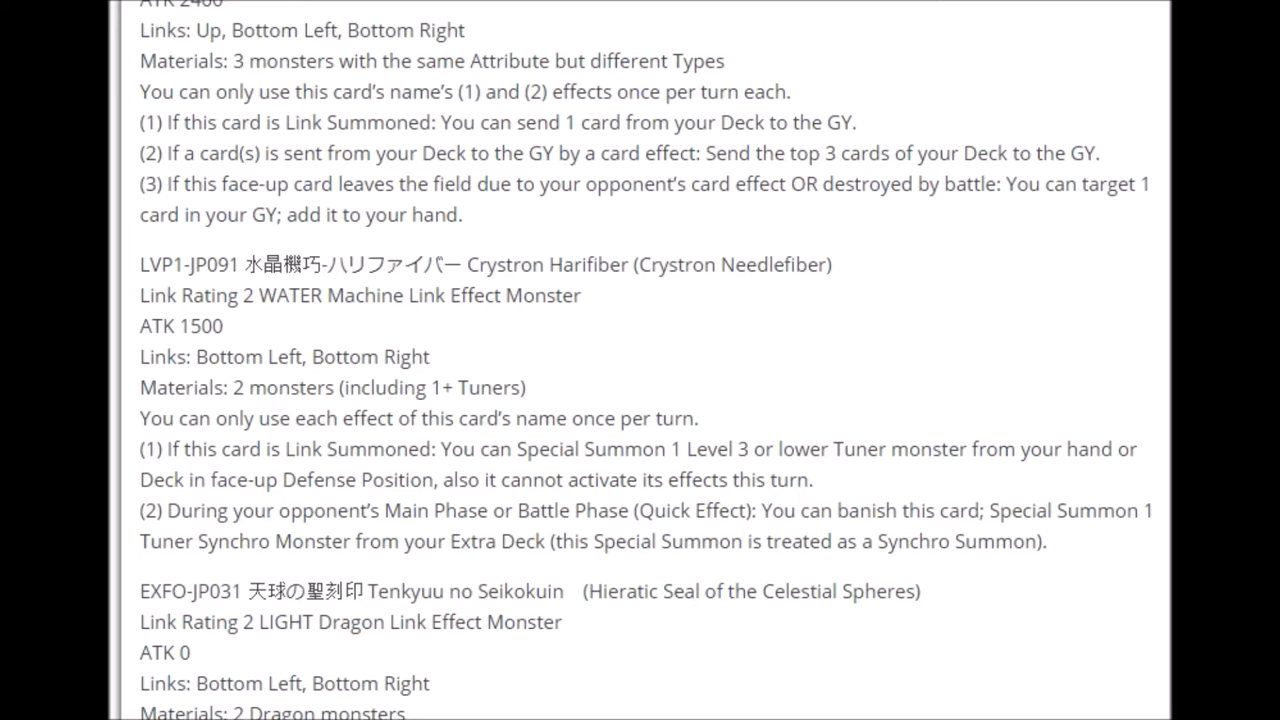 ATK 2400
Links: Up, Bottom Left, Bottom Right
Materials: 3 monsters with the same Attribute but different Types
You can only use this card’s name’s (1) and (2) effects once per turn each.
(1) If this card is Link Summoned: You can send 1 card from your Deck to the GY.
(2) If a card(s) is sent from your Deck to the GY by a card effect: Send the top 3 cards of your Deck to the GY.
(3) If this face-up card leaves the field due to your opponent’s card effect OR destroyed by battle: You can target 1
card in your GY; add it to your hand.
LVP1-JP091 水晶機巧-ハリファイバー Crystron Harifiber (Crystron Needlefiber)
Link Rating 2 WATER Machine Link Effect Monster
ATK 1500
Links: Bottom Left, Bottom Right
Materials: 2 monsters (including 1+ Tuners)
You can only use each effect of this card’s name once per turn.
(1) If this card is Link Summoned: You can Special Summon 1 Level 3 or lower Tuner monster from your hand or
Deck in face-up Defense Position, also it cannot activate its effects this turn.
(2) During your opponent’s Main Phase or Battle Phase (Quick Effect): You can banish this card; Special Summon 1
Tuner Synchro Monster from your Extra Deck (this Special Summon is treated as a Synchro Summon).
EXFO-JP031 天球の聖刻印 Tenkyuu no Seikokuin　(Hieratic Seal of the Celestial Spheres)
Link Rating 2 LIGHT Dragon Link Effect Monster
ATK 0
Links: Bottom Left, Bottom Right
Materials: 2 Dragon monsters